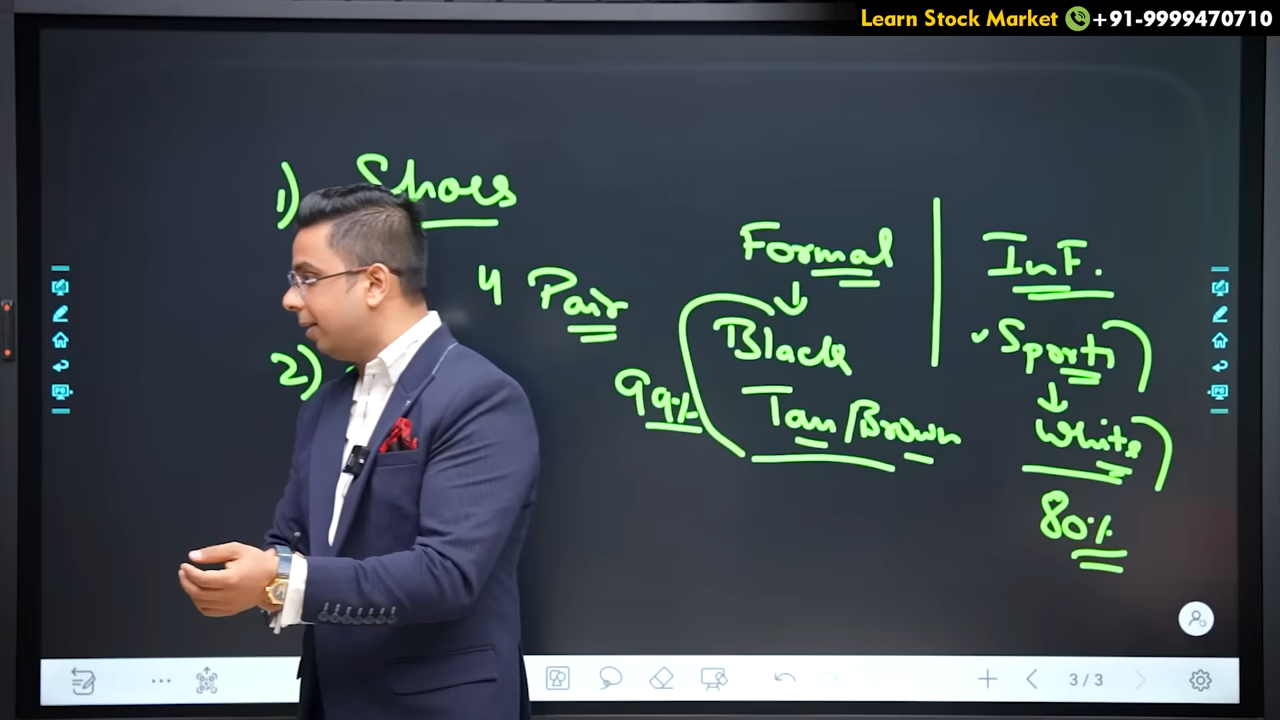 Learn Stock Market +91-9999470710
1) Shoes
4 Pair
2)
Formal
Black
Tan/Brown
99%
InF.
Sports
White
80%
3/3